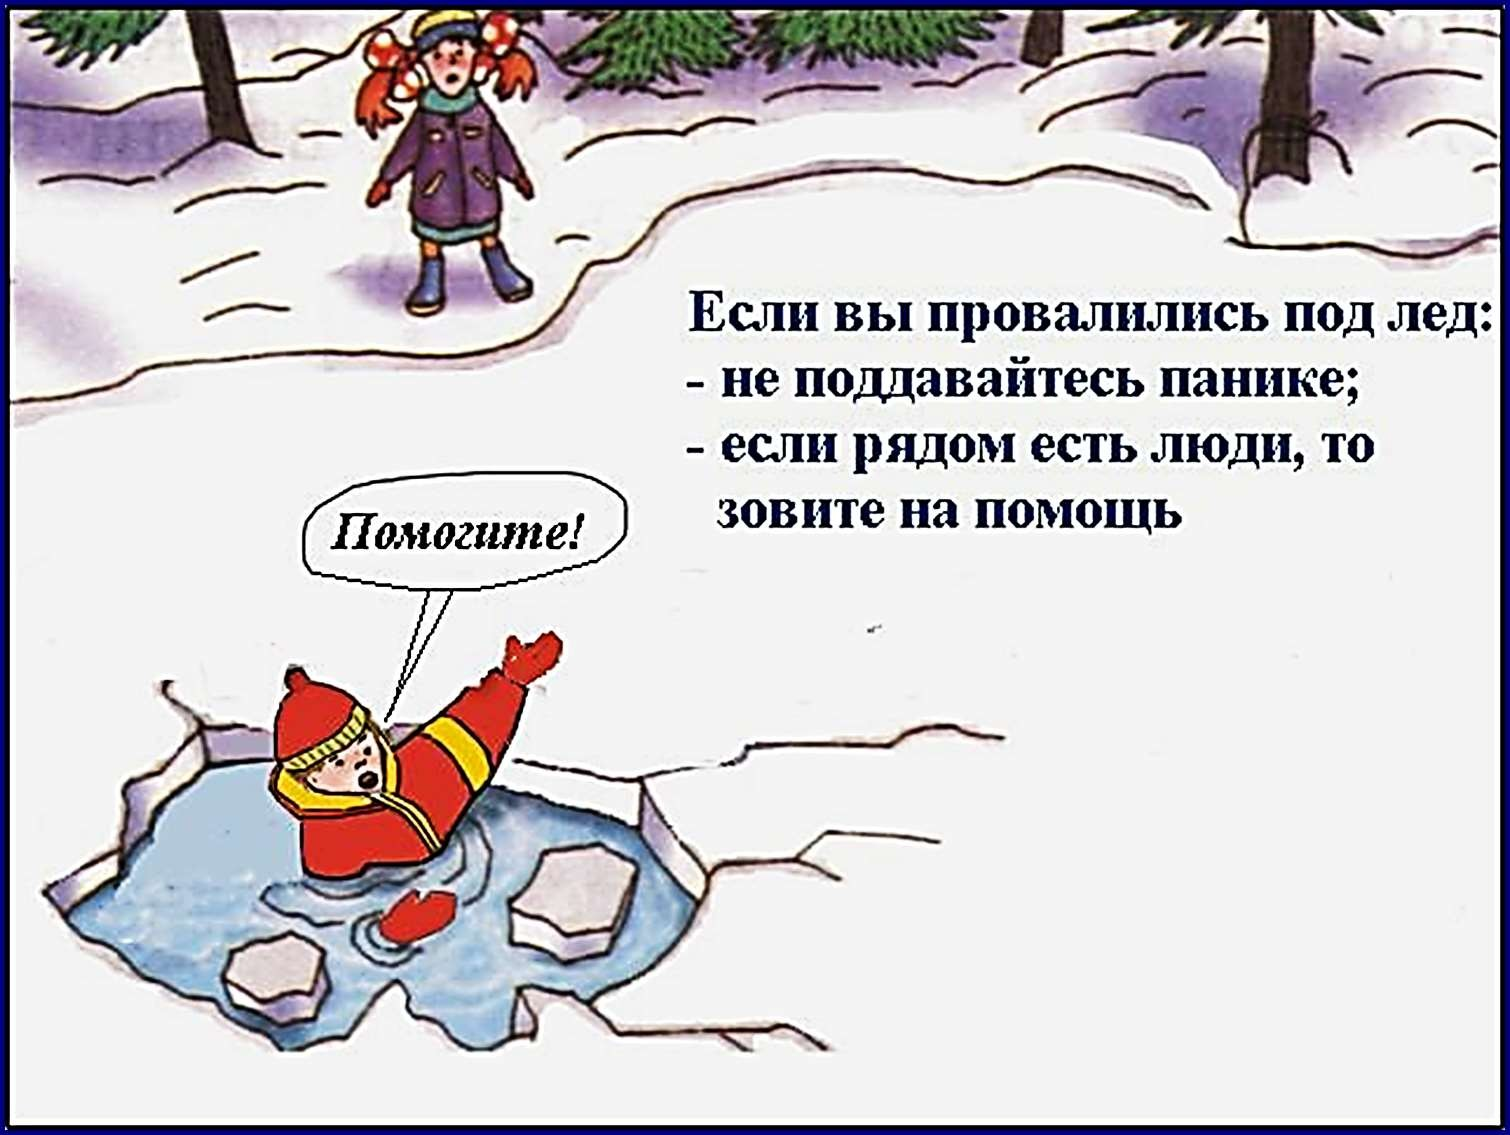 Если вы провалились под лед:
- не поддавайтесь панике;
- если рядом есть люди, то
зовите на помощь
Помогите!